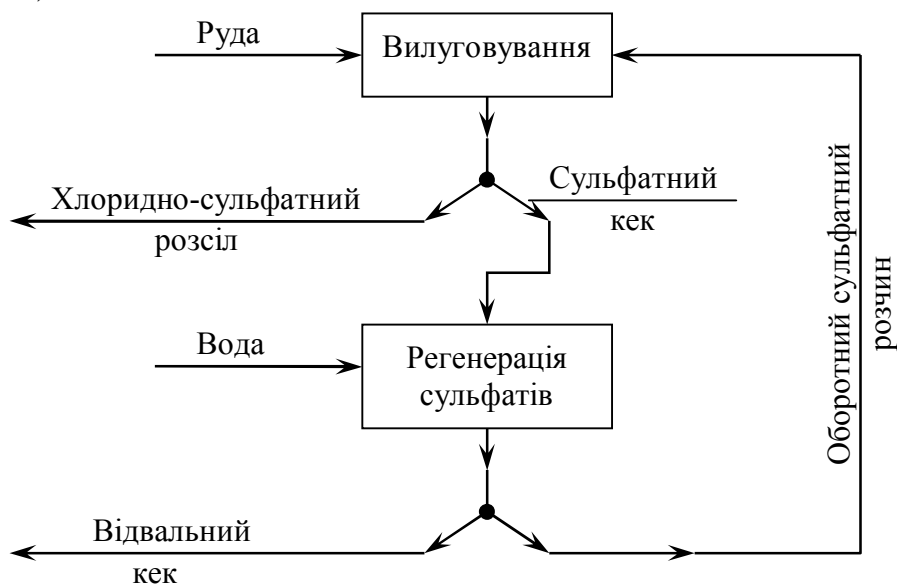 Руда
Вилуговування
Хлоридно-сульфатний
розсіл
Сульфатний
кек
Вода
Регенерація
сульфатів
Оборотний сульфатний
розчин
Відвальний
кек